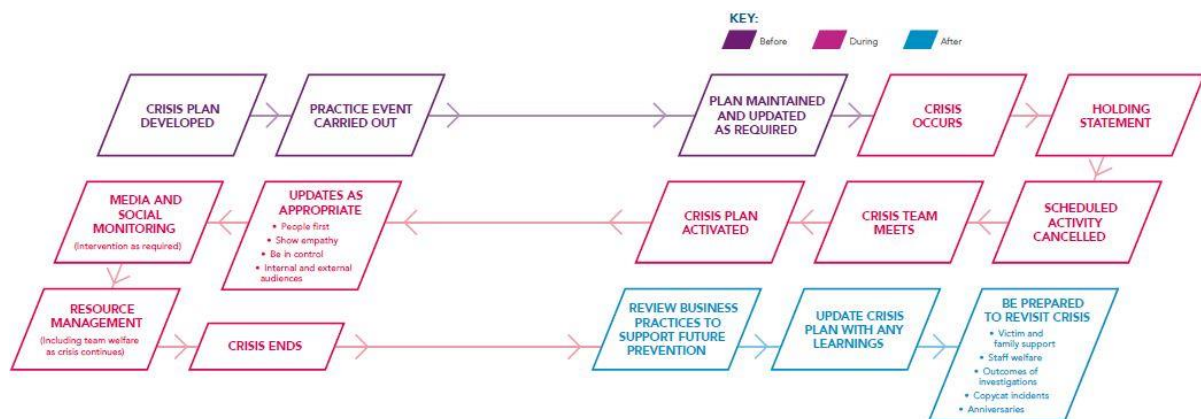 KEY:
Before
During
After
CRISIS PLAN
DEVELOPED
PRACTICE EVENT
CARRIED OUT
PLAN MAINTAINED
AND UPDATED
AS REQUIRED
CRISIS
OCCURS
HOLDING
STATEMENT
SCHEDULED
ACTIVITY
CANCELLED
CRISIS TEAM
MEETS
CRISIS PLAN
ACTIVATED
UPDATES AS
APPROPRIATE
• People first
• Show empathy
• Be in control
• Internal and external
audiences
MEDIA AND
SOCIAL
MONITORING
(Intervention as required)
RESOURCE
MANAGEMENT
(Including team welfare
as crisis continues)
CRISIS ENDS
REVIEW BUSINESS
PRACTICES TO
SUPPORT FUTURE
PREVENTION
UPDATE CRISIS
PLAN WITH ANY
LEARNINGS
BE PREPARED
TO REVISIT CRISIS
• Victim and
family support
• Staff welfare
• Outcomes of
investigations
• Copycat incidents
• Anniversaries